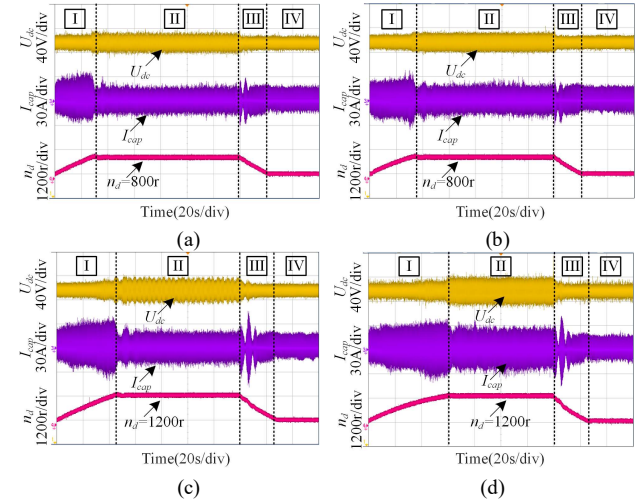 I II III IV
U_dc
40V/div
U_dc
I_cap
30A/div
I_cap
n_d
1200r/div
n_d=800r
Time(20s/div)
(a)
I II III IV
U_dc
40V/div
U_dc
I_cap
30A/div
I_cap
n_d
1200r/div
n_d=800r
Time(20s/div)
(b)
I II III IV
U_dc
40V/div
U_dc
I_cap
30A/div
I_cap
n_d
1200r/div
n_d=1200r
Time(20s/div)
(c)
I II III IV
U_dc
40V/div
U_dc
I_cap
30A/div
I_cap
n_d
1200r/div
n_d=1200r
Time(20s/div)
(d)